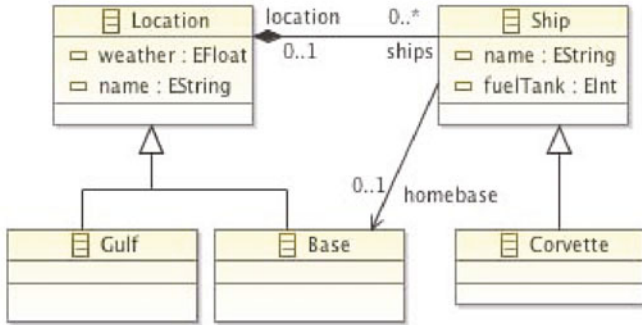 Location
weather : EFloat
name : EString
location
0..1
0..*
ships
Ship
name : EString
fuelTank : EInt
0..1
homebase
Gulf
Base
Corvette